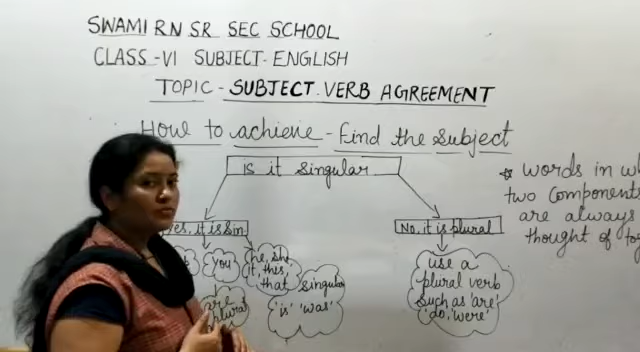 SWAMI RN SR SEC SCHOOL
CLASS -VI SUBJECT- ENGLISH
TOPIC - SUBJECT-VERB AGREEMENT
How to achieve - Find the subject
Is it singular
Yes, it is Sin
No, it is plural
you
are
plural
he, she
it, this,
that
singular
'is' 'was'
use a
plural verb
such as 'are'
'do', 'were'
words in
two components
are always
thought of